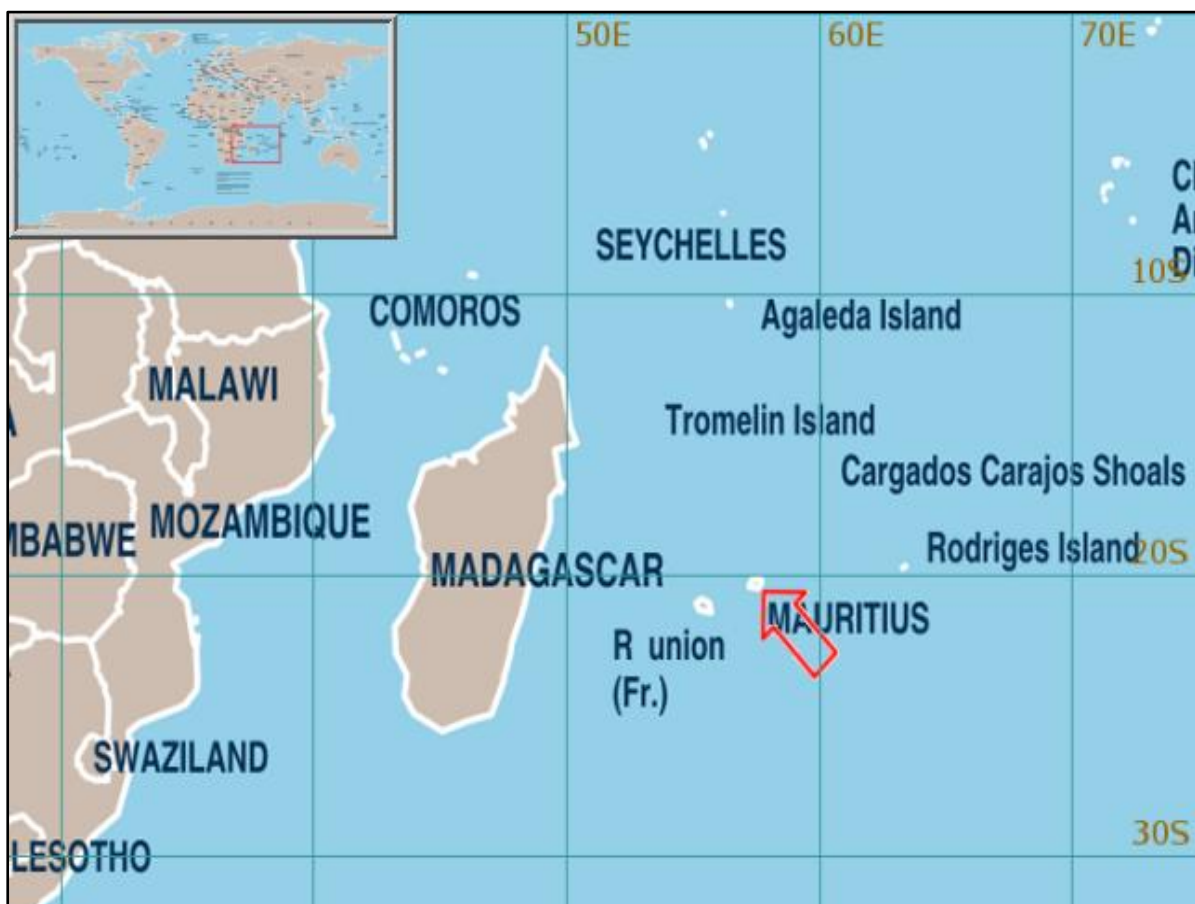 50E
60E
70E
SEYCHELLES
10S
COMOROS
Agaleda Island
MALAWI
Tromelin Island
Cargados Carajos Shoals
MOZAMBIQUE
MBABWE
Rodriges Island
20S
MADAGASCAR
MAURITIUS
R union
(Fr.)
SWAZILAND
30S
LESOTHO